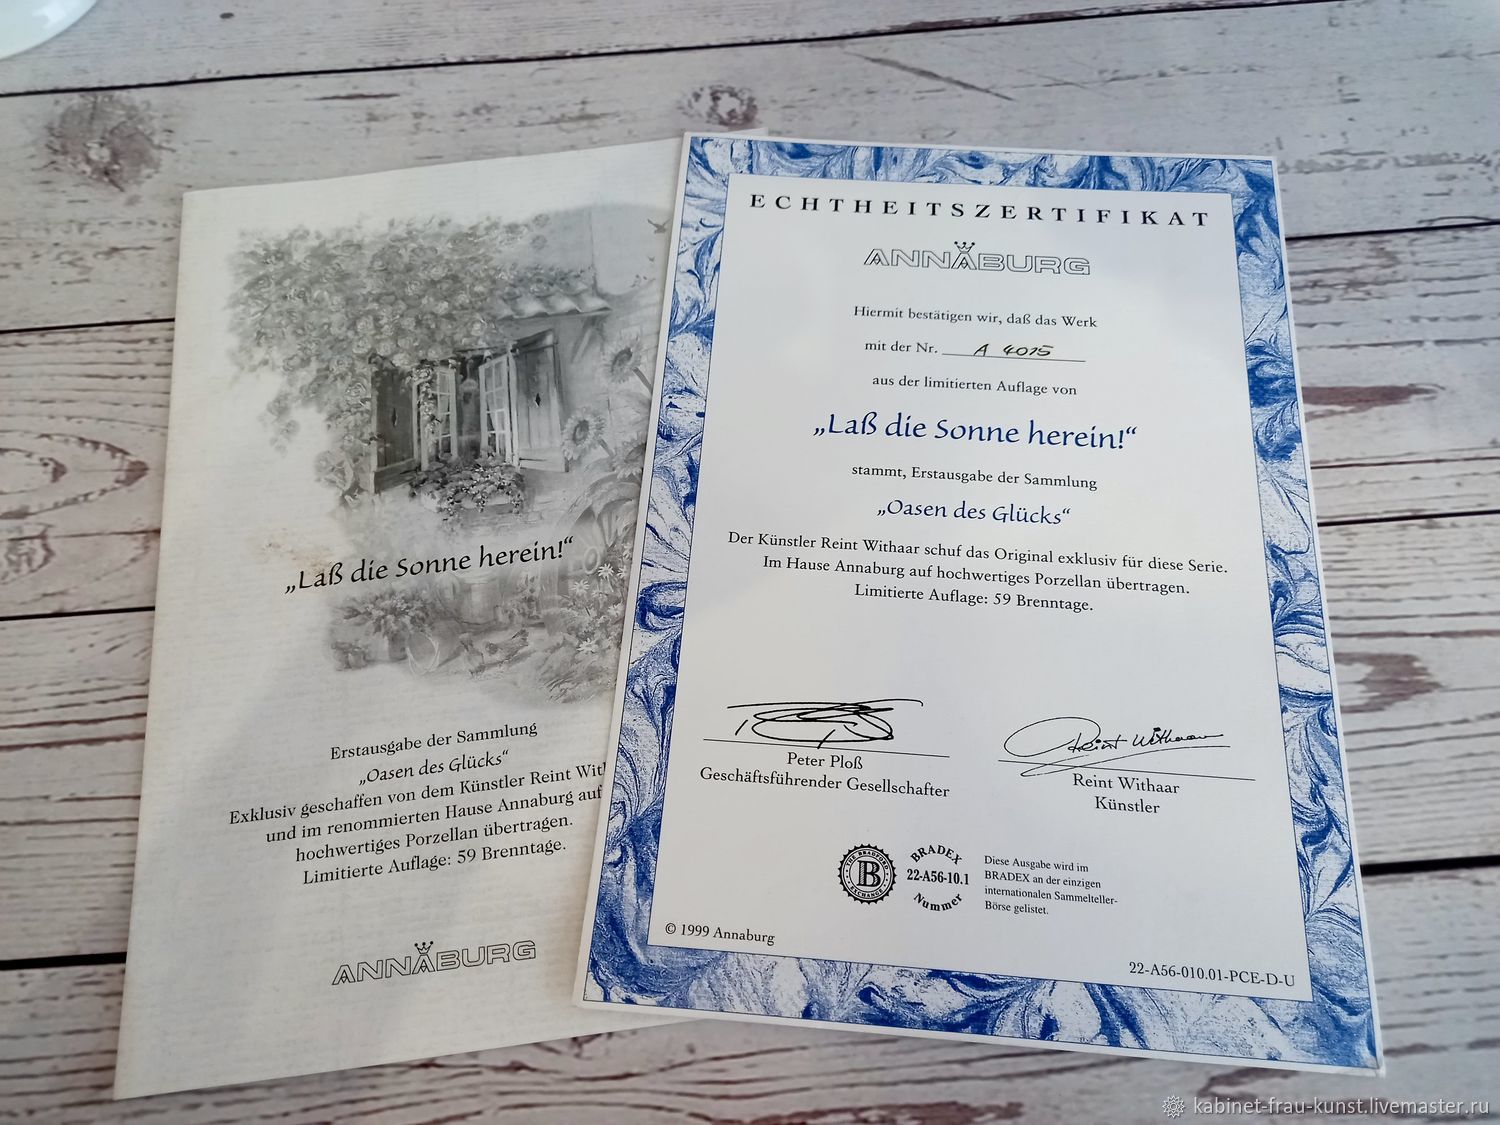 „Laß die Sonne herein!“
Erstausgabe der Sammlung
„Oasen des Glücks“
Exklusiv geschaffen von dem Künstler Reint With
und im renommierten Hause Annaburg auf
hochwertiges Porzellan übertragen.
Limitierte Auflage: 59 Brenntage.
ANNABURG
ECHTHEITSZERTIFIKAT
ANNABURG
Hiermit bestätigen wir, daß das Werk
mit der Nr. A 4015
aus der limitierten Auflage von
„Laß die Sonne herein!“
stammt, Erstausgabe der Sammlung
„Oasen des Glücks“
Der Künstler Reint Withaar schuf das Original exklusiv für diese Serie.
Im Hause Annaburg auf hochwertiges Porzellan übertragen.
Limitierte Auflage: 59 Brenntage.
Peter Ploß
Geschäftsführender Gesellschafter
Reint Withaar
Reint Withaar
Künstler
THE BRADFORD EXCHANGE
B
BRADEX
22-A56-10.1
Nummer
Diese Ausgabe wird im
BRADEX an der einzigen
internationalen Sammelteller-
Börse gelistet.
© 1999 Annaburg
22-A56-010.01-PCE-D-U
kabinet-frau-kunst.livemaster.ru